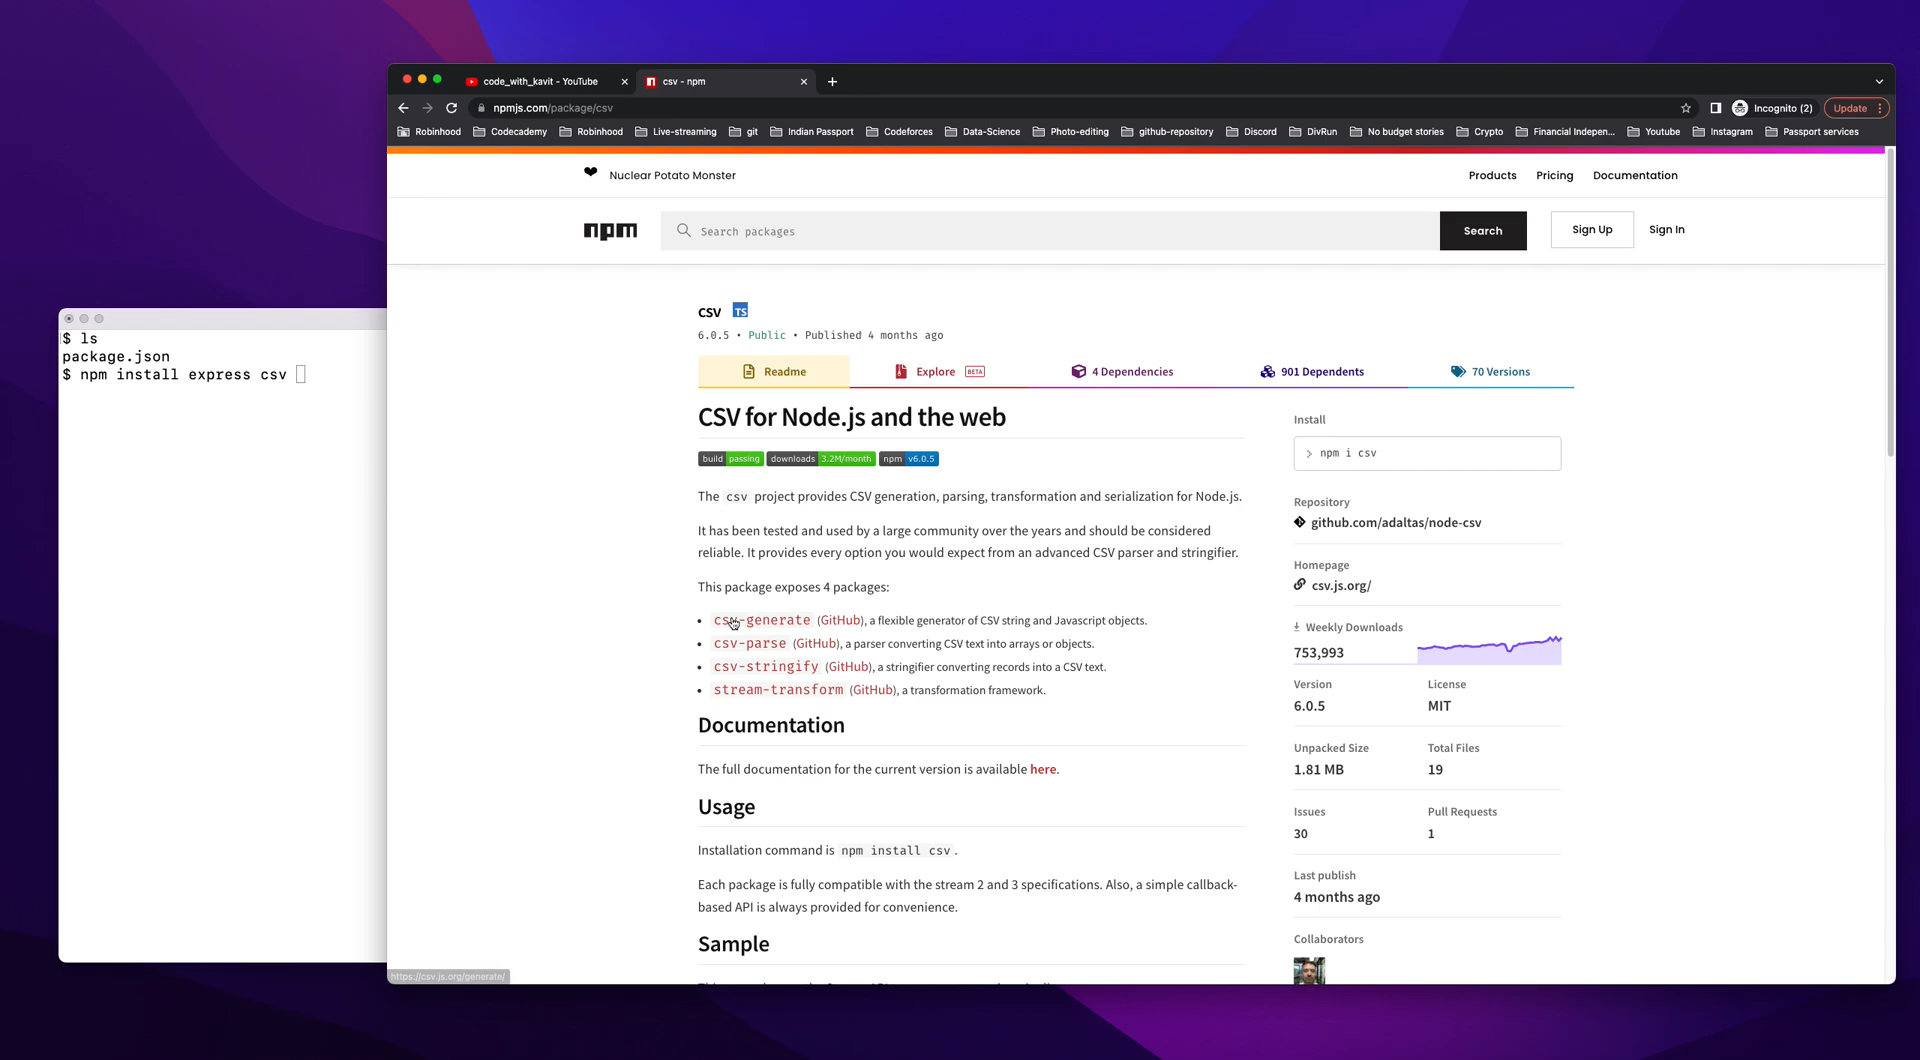 code_with_kavit - YouTube
csv - npm
npmjs.com/package/csv
Incognito (2)
Update
Robinhood
Codecademy
Robinhood
Live-streaming
git
Indian Passport
Codeforces
Data-Science
Photo-editing
github-repository
Discord
DivRun
No budget stories
Crypto
Financial Indepen...
Youtube
Instagram
Passport services
❤ Nuclear Potato Monster
Products
Pricing
Documentation
npm
Search packages
Search
Sign Up
Sign In
$ ls
package.json
$ npm install express csv
csv TS
6.0.5 • Public • Published 4 months ago
Readme
Explore BETA
4 Dependencies
901 Dependents
70 Versions
CSV for Node.js and the web
build passing downloads 3.2M/month npm v6.0.5
The csv project provides CSV generation, parsing, transformation and serialization for Node.js.
It has been tested and used by a large community over the years and should be considered
reliable. It provides every option you would expect from an advanced CSV parser and stringifier.
This package exposes 4 packages:
• csv-generate (GitHub), a flexible generator of CSV string and Javascript objects.
• csv-parse (GitHub), a parser converting CSV text into arrays or objects.
• csv-stringify (GitHub), a stringifier converting records into a CSV text.
• stream-transform (GitHub), a transformation framework.
Documentation
The full documentation for the current version is available here.
Usage
Installation command is npm install csv.
Each package is fully compatible with the stream 2 and 3 specifications. Also, a simple callback-
based API is always provided for convenience.
Sample
Install
> npm i csv
Repository
github.com/adaltas/node-csv
Homepage
csv.js.org/
Weekly Downloads
753,993
Version
License
6.0.5
MIT
Unpacked Size
Total Files
1.81 MB
19
Issues
Pull Requests
30
1
Last publish
4 months ago
Collaborators
https://csv.js.org/generate/